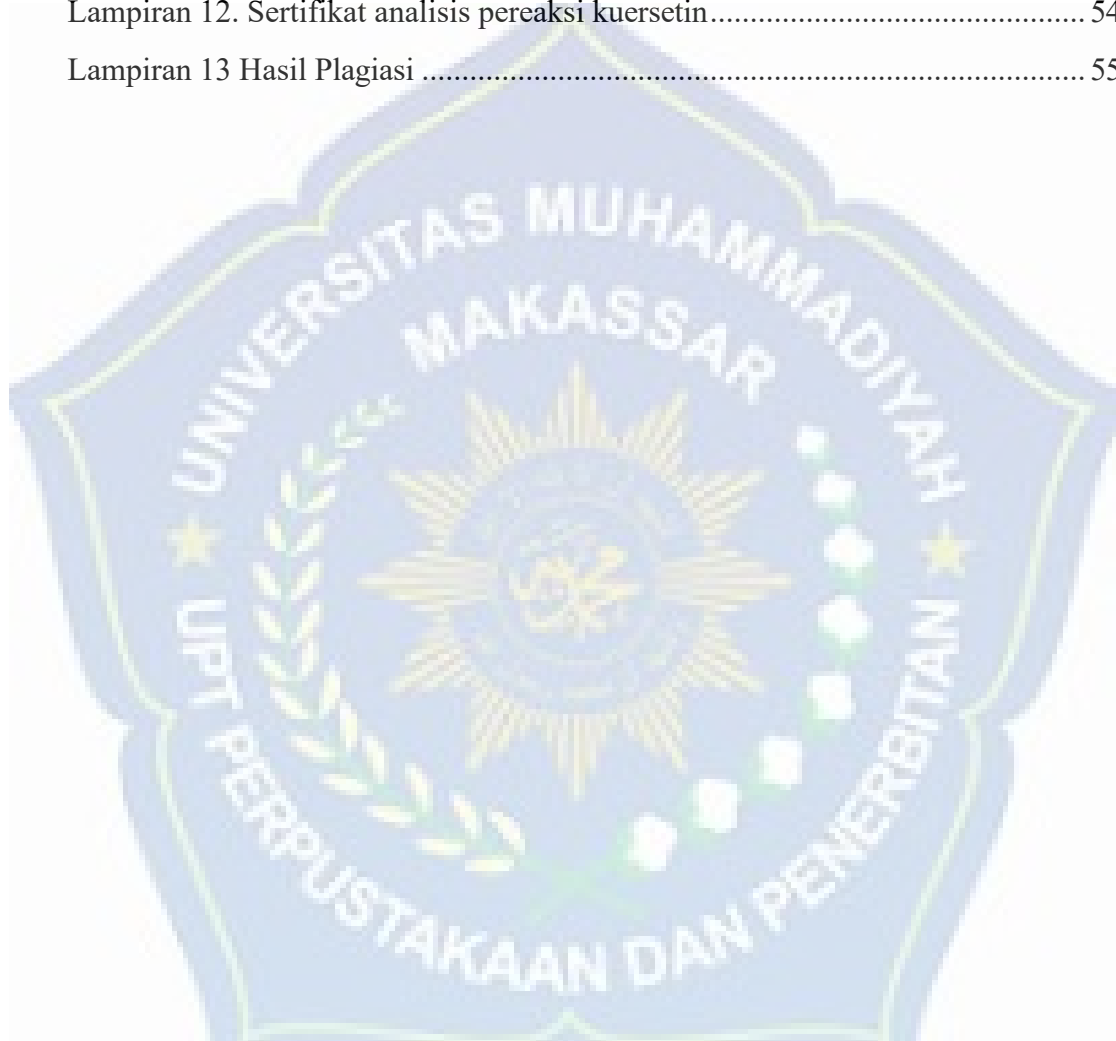 Lampiran 12. Sertifikat analisis pereaksi kuersetin.................................................. 54
Lampiran 13 Hasil Plagiasi ........................................................................................ 55
UNIVERSITAS MUHAMMADIYAH
MAKASSAR
UPT PERPUSTAKAAN DAN PENERBITAN